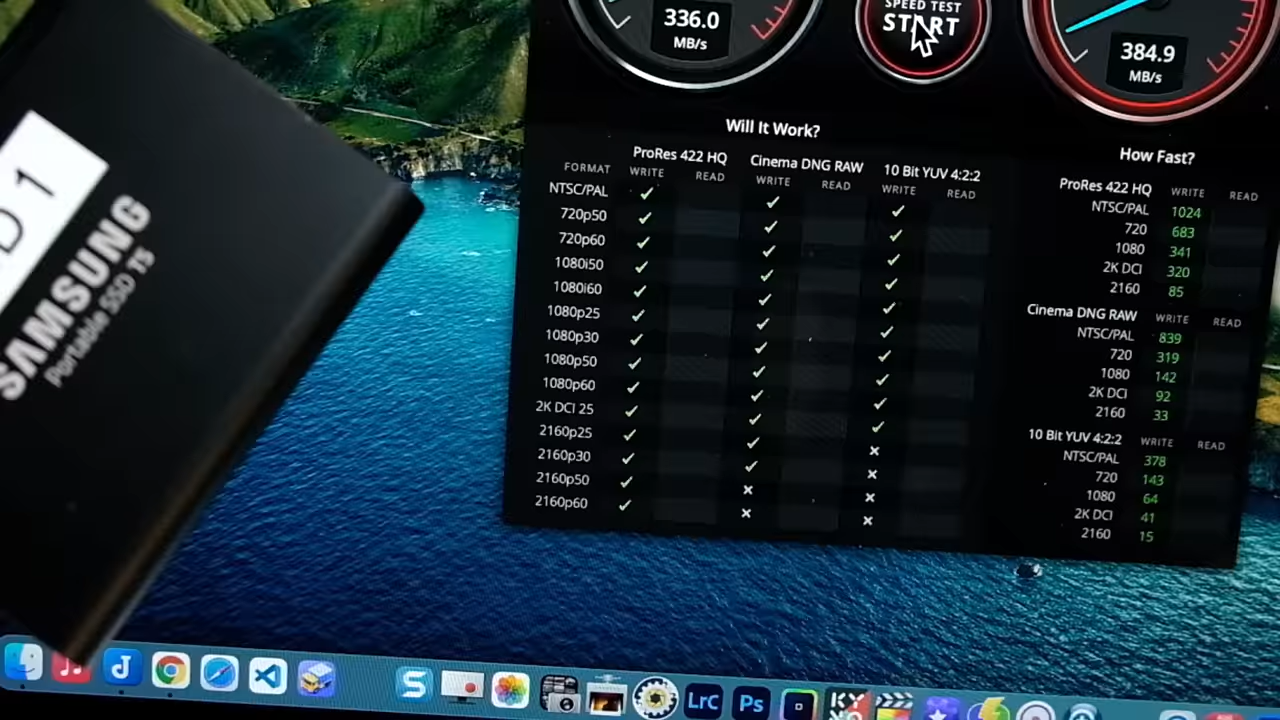 D 1
SAMSUNG
Portable SSD T5
336.0
MB/s
SPEED TEST
START
384.9
MB/s
Will It Work?
ProRes 422 HQ Cinema DNG RAW 10 Bit YUV 4:2:2
FORMAT WRITE READ WRITE READ WRITE READ
NTSC/PAL ✓ ✓ ✓
720p50 ✓ ✓ ✓
720p60 ✓ ✓ ✓
1080i50 ✓ ✓ ✓
1080i60 ✓ ✓ ✓
1080p25 ✓ ✓ ✓
1080p30 ✓ ✓ ✓
1080p50 ✓ ✓ ✓
1080p60 ✓ ✓ ✓
2K DCI 25 ✓ ✓ ✓
2160p25 ✓ ✓ ×
2160p30 ✓ ✓ ×
2160p50 ✓ × ×
2160p60 ✓ × ×
How Fast?
ProRes 422 HQ WRITE READ
NTSC/PAL 1024
720 683
1080 341
2K DCI 320
2160 85
Cinema DNG RAW WRITE READ
NTSC/PAL 839
720 319
1080 142
2K DCI 92
2160 33
10 Bit YUV 4:2:2 WRITE READ
NTSC/PAL 378
720 143
1080 64
2K DCI 41
2160 15
J
S
LrC
Ps